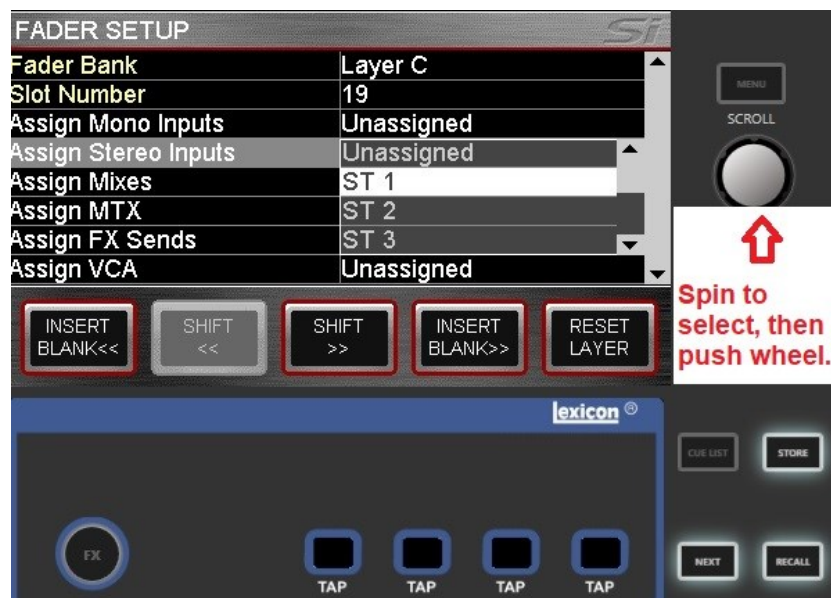 FADER SETUP
Si
Fader Bank Layer C
Slot Number 19
Assign Mono Inputs Unassigned
Assign Stereo Inputs Unassigned
Assign Mixes ST 1
Assign MTX ST 2
Assign FX Sends ST 3
Assign VCA Unassigned
MENU
SCROLL
Spin to
select, then
push wheel.
INSERT
BLANK<<
SHIFT
<<
SHIFT
>>
INSERT
BLANK>>
RESET
LAYER
lexicon ®
CUE LIST
STORE
FX
TAP
TAP
TAP
TAP
NEXT
RECALL